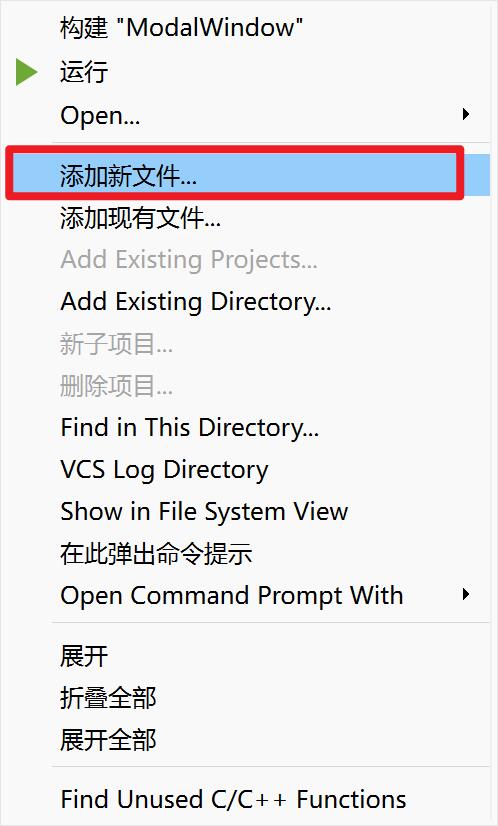 构建 "ModalWindow"
运行
Open...
添加新文件...
添加现有文件...
Add Existing Projects...
Add Existing Directory...
新子项目...
删除项目...
Find in This Directory...
VCS Log Directory
Show in File System View
在此弹出命令提示
Open Command Prompt With
展开
折叠全部
展开全部
Find Unused C/C++ Functions